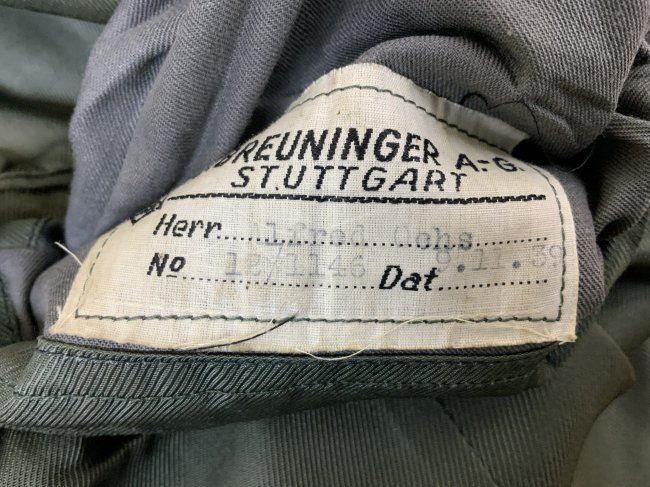 BREUNINGER A.-G.
STUTTGART
Herr Alfred Ochs
Nº 12/1146 Dat. 8.11.39